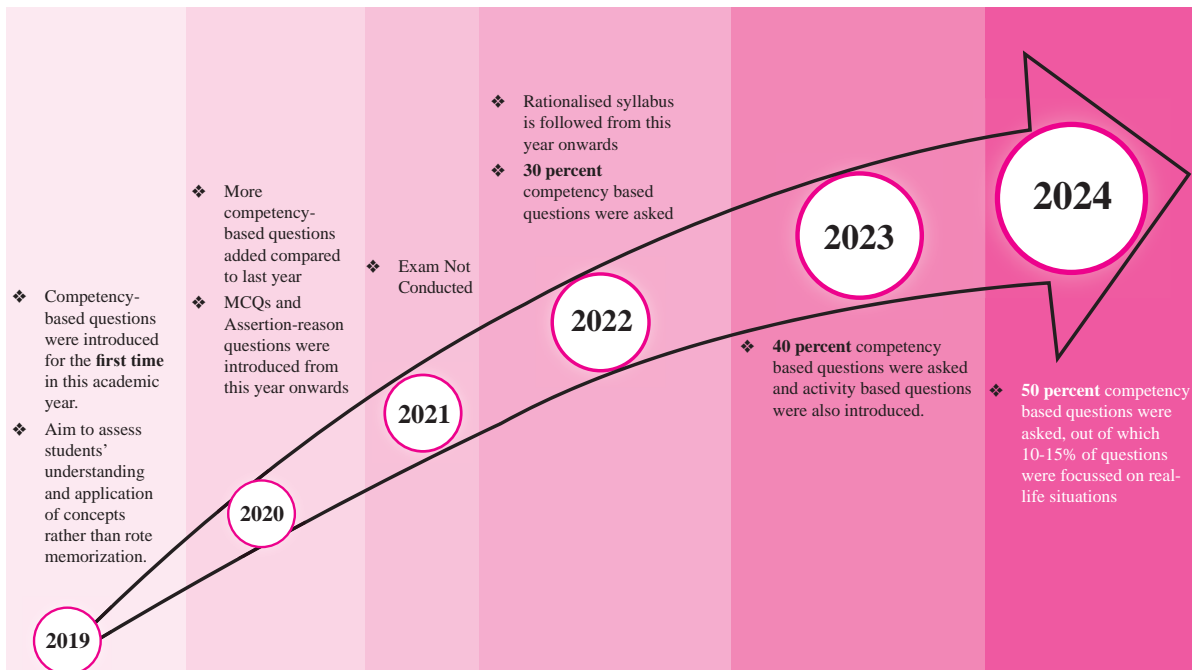 ❖ Competency-
based questions
were introduced
for the first time
in this academic
year.
❖ Aim to assess
students’
understanding
and application
of concepts
rather than rote
memorization.
2019
❖ More
competency-
based questions
added compared
to last year
❖ MCQs and
Assertion-reason
questions were
introduced from
this year onwards
2020
❖ Exam Not
Conducted
2021
❖ Rationalised syllabus
is followed from this
year onwards
❖ 30 percent
competency based
questions were asked
2022
2023
❖ 40 percent competency
based questions were asked
and activity based questions
were also introduced.
2024
❖ 50 percent competency
based questions were
asked, out of which
10-15% of questions
were focussed on real-
life situations